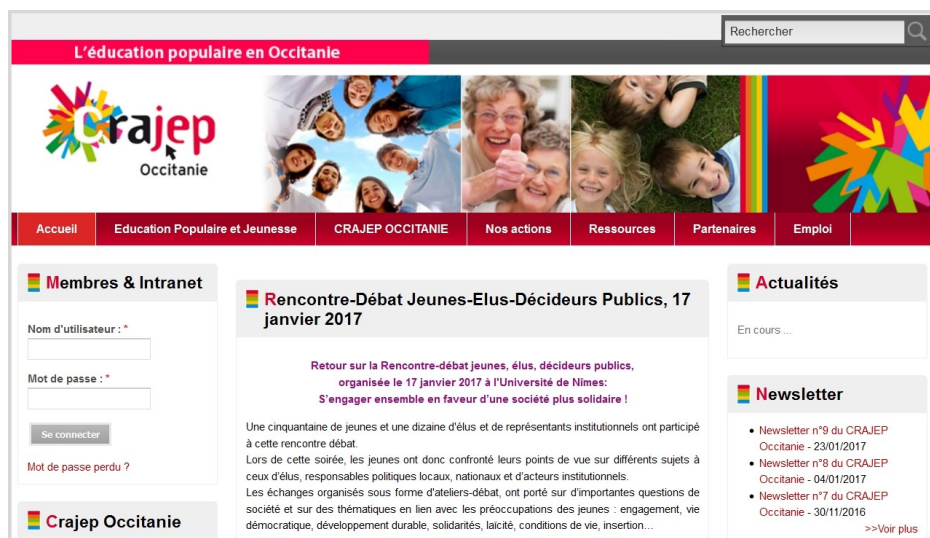 Rechercher
L'éducation populaire en Occitanie
Crajep
Occitanie
Accueil
Education Populaire et Jeunesse
CRAJEP OCCITANIE
Nos actions
Ressources
Partenaires
Emploi
Membres & Intranet
Nom d'utilisateur : *
Mot de passe : *
Se connecter
Mot de passe perdu ?
Crajep Occitanie
Rencontre-Débat Jeunes-Elus-Décideurs Publics, 17
janvier 2017
Retour sur la Rencontre-débat jeunes, élus, décideurs publics,
organisée le 17 janvier 2017 à l'Université de Nîmes:
S'engager ensemble en faveur d'une société plus solidaire !
Une cinquantaine de jeunes et une dizaine d'élus et de représentants institutionnels ont participé
à cette rencontre débat.
Lors de cette soirée, les jeunes ont donc confronté leurs points de vue sur différents sujets à
ceux d'élus, responsables politiques locaux, nationaux et d'acteurs institutionnels.
Les échanges organisés sous forme d'ateliers-débat, ont porté sur d'importantes questions de
société et sur des thématiques en lien avec les préoccupations des jeunes : engagement, vie
démocratique, développement durable, solidarités, laïcité, conditions de vie, insertion…
Actualités
En cours ...
Newsletter
• Newsletter n°9 du CRAJEP
Occitanie - 23/01/2017
• Newsletter n°8 du CRAJEP
Occitanie - 04/01/2017
• Newsletter n°7 du CRAJEP
Occitanie - 30/11/2016
>>Voir plus